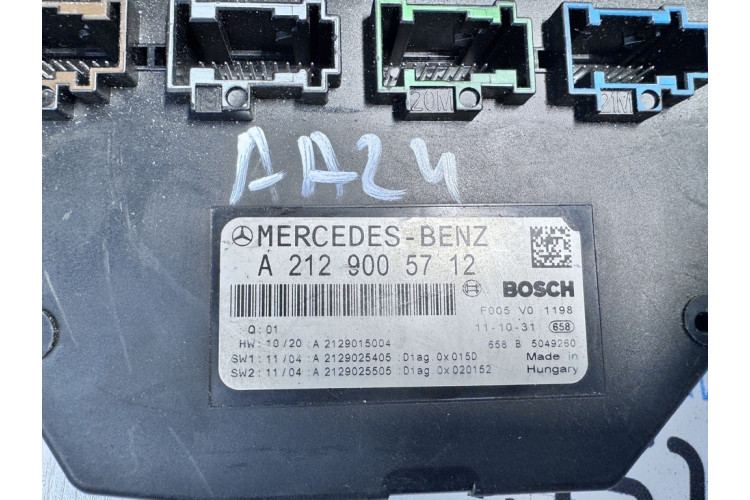 9 20M 21M
AA24
MERCEDES-BENZ
A 212 900 57 12
BOSCH
F005 V0 1198
Q:01 11-10-31 658
HW:10/20:A 2129015004 658 B 5049260
SW1:11/04:A 2129025405:Diag:0x0150 Made in
SW2:11/04:A 2129025505:Diag:0x020152 Hungary